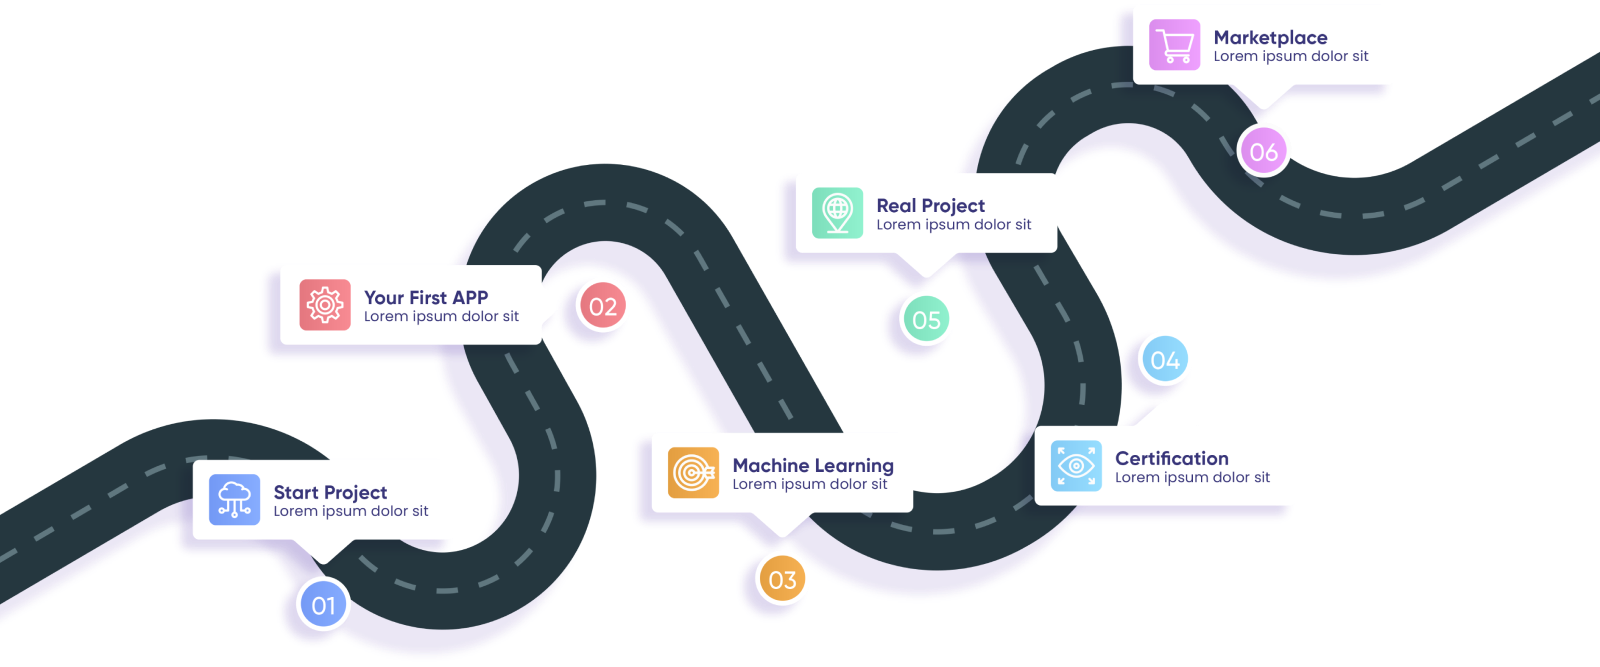 Start Project
Lorem ipsum dolor sit
01
Your First APP
Lorem ipsum dolor sit
02
Machine Learning
Lorem ipsum dolor sit
03
Certification
Lorem ipsum dolor sit
04
Real Project
Lorem ipsum dolor sit
05
Marketplace
Lorem ipsum dolor sit
06